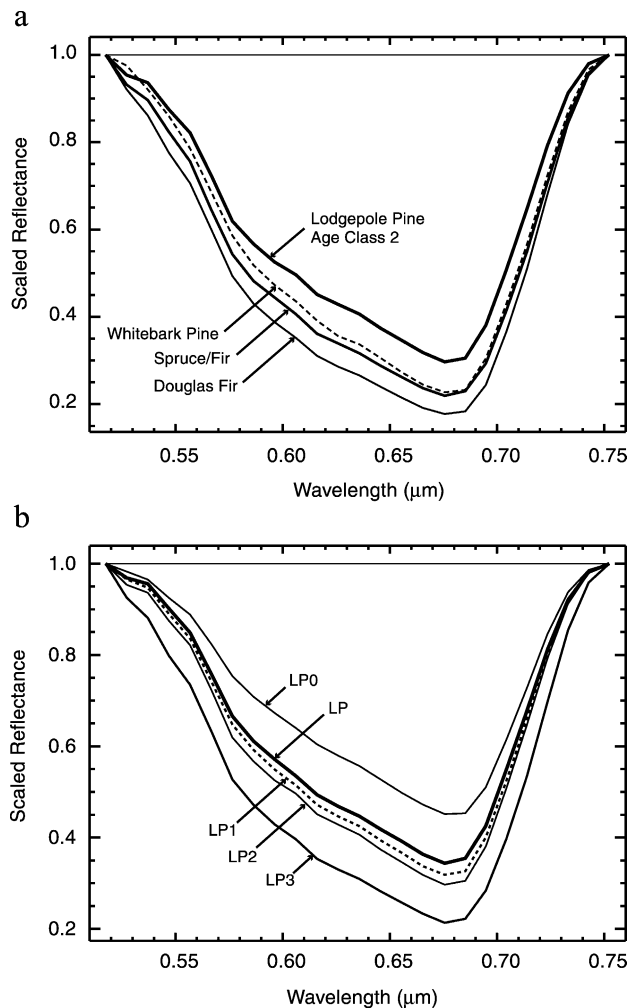 a
1.0
0.8
0.6
0.4
0.2
Scaled Reflectance
Lodgepole Pine
Age Class 2
Whitebark Pine
Spruce/Fir
Douglas Fir
0.55
0.60
0.65
0.70
0.75
Wavelength (μm)
b
1.0
0.8
0.6
0.4
0.2
Scaled Reflectance
LP0
LP
LP1
LP2
LP3
0.55
0.60
0.65
0.70
0.75
Wavelength (μm)